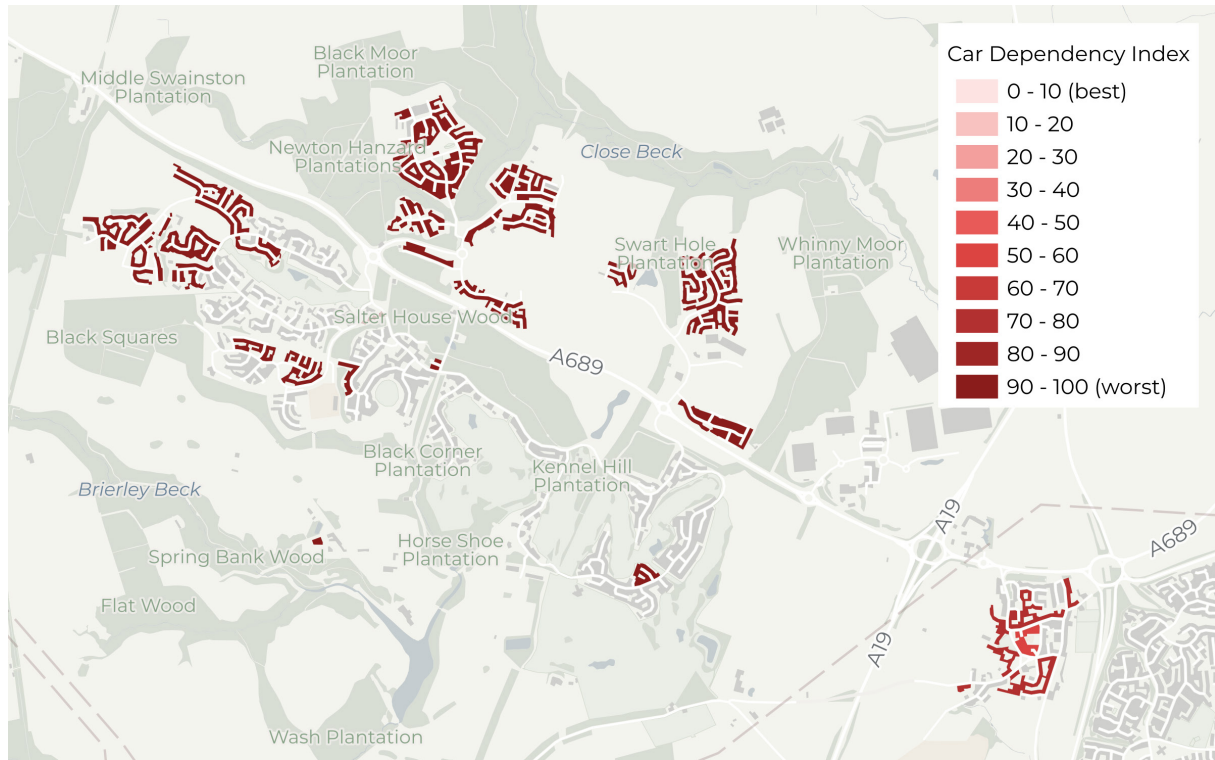 Black Moor
Plantation
Middle Swainston
Plantation
Newton Hanzard
Plantations
Close Beck
Swart Hole
Plantation
Whinny Moor
Plantation
Salter House Wood
Black Squares
A689
Black Corner
Plantation
Kennel Hill
Plantation
Brierley Beck
Horse Shoe
Plantation
Spring Bank Wood
Flat Wood
Wash Plantation
A19
A689
A19
Car Dependency Index
0 - 10 (best)
10 - 20
20 - 30
30 - 40
40 - 50
50 - 60
60 - 70
70 - 80
80 - 90
90 - 100 (worst)